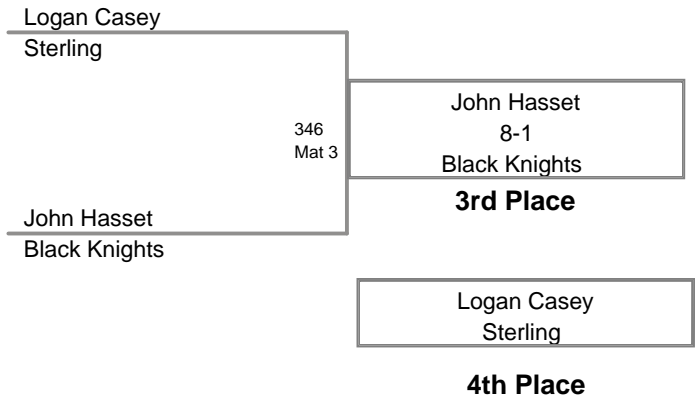 Logan Casey
Sterling
346
Mat 3
John Hasset
8-1
Black Knights
3rd Place
John Hasset
Black Knights
Logan Casey
Sterling
4th Place